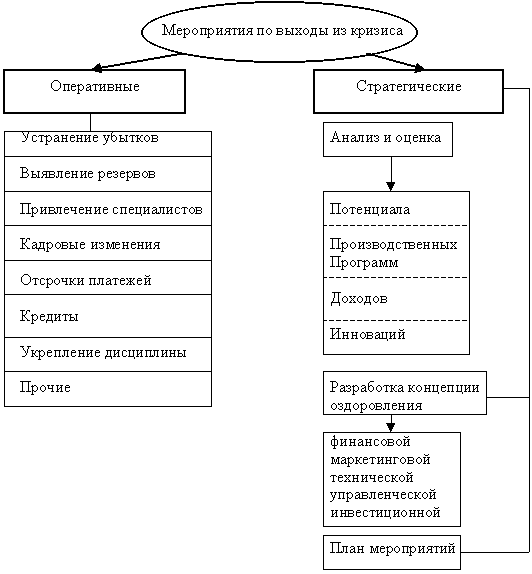 Мероприятия по выходы из кризиса
Оперативные
Устранение убытков
Выявление резервов
Привлечение специалистов
Кадровые изменения
Отсрочки платежей
Кредиты
Укрепление дисциплины
Прочие
Стратегические
Анализ и оценка
Потенциала
Производственных
Программ
Доходов
Инноваций
Разработка концепции
оздоровления
финансовой
маркетинговой
технической
управленческой
инвестиционной
План мероприятий